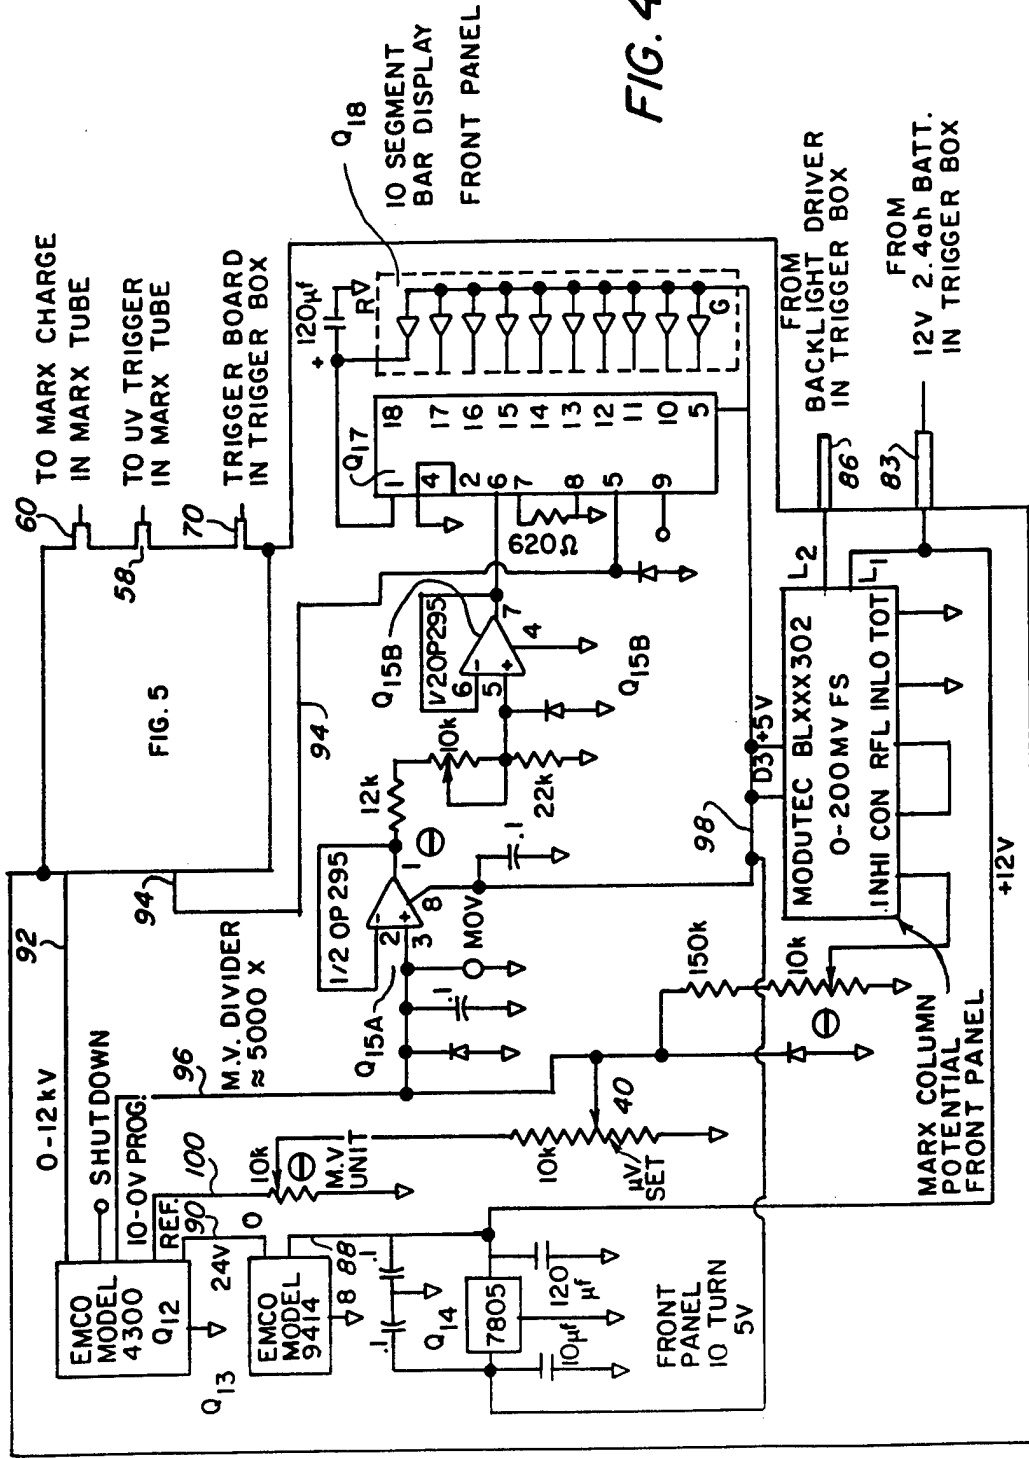 FIG. 4
TO MARX CHARGE
IN MARX TUBE
TO UV TRIGGER
IN MARX TUBE
TRIGGER BOARD
IN TRIGGER BOX
60
58
70
FIG. 5
Q18
10 SEGMENT
BAR DISPLAY
FRONT PANEL
120µf
+
R
G
Q17
1
4
2
6
7
8
5
9
18
17
16
15
14
13
12
11
10
5
620Ω
94
94
92
0-12kV
SHUTDOWN
10-0V PROG.
96
M.V. DIVIDER
≈ 5000 X
100
REF.
90
24V
O
10k
M.V
UNIT
EMCO
MODEL
4300
Q12
Q13
EMCO
MODEL
9414
8
88
.1
.1
Q14
7805
120
µf
10µf
FRONT
PANEL
10 TURN
5V
10k
40
µV
SET
Q15A
.1
MOV
1/2 OP 295
-
+
2
3
1
8
.1
12k
10k
22k
Q15B
1/2OP295
-
+
6
5
7
4
Q15B
98
D3
+5V
150k
10k
MODUTEC BLXXX302
0-200MV FS
INHI CON RFL INLO TOT
L2
L1
86
83
FROM
BACKLIGHT DRIVER
IN TRIGGER BOX
FROM
12V 2.4ah BATT.
IN TRIGGER BOX
MARX COLUMN
POTENTIAL
FRONT PANEL
+12V